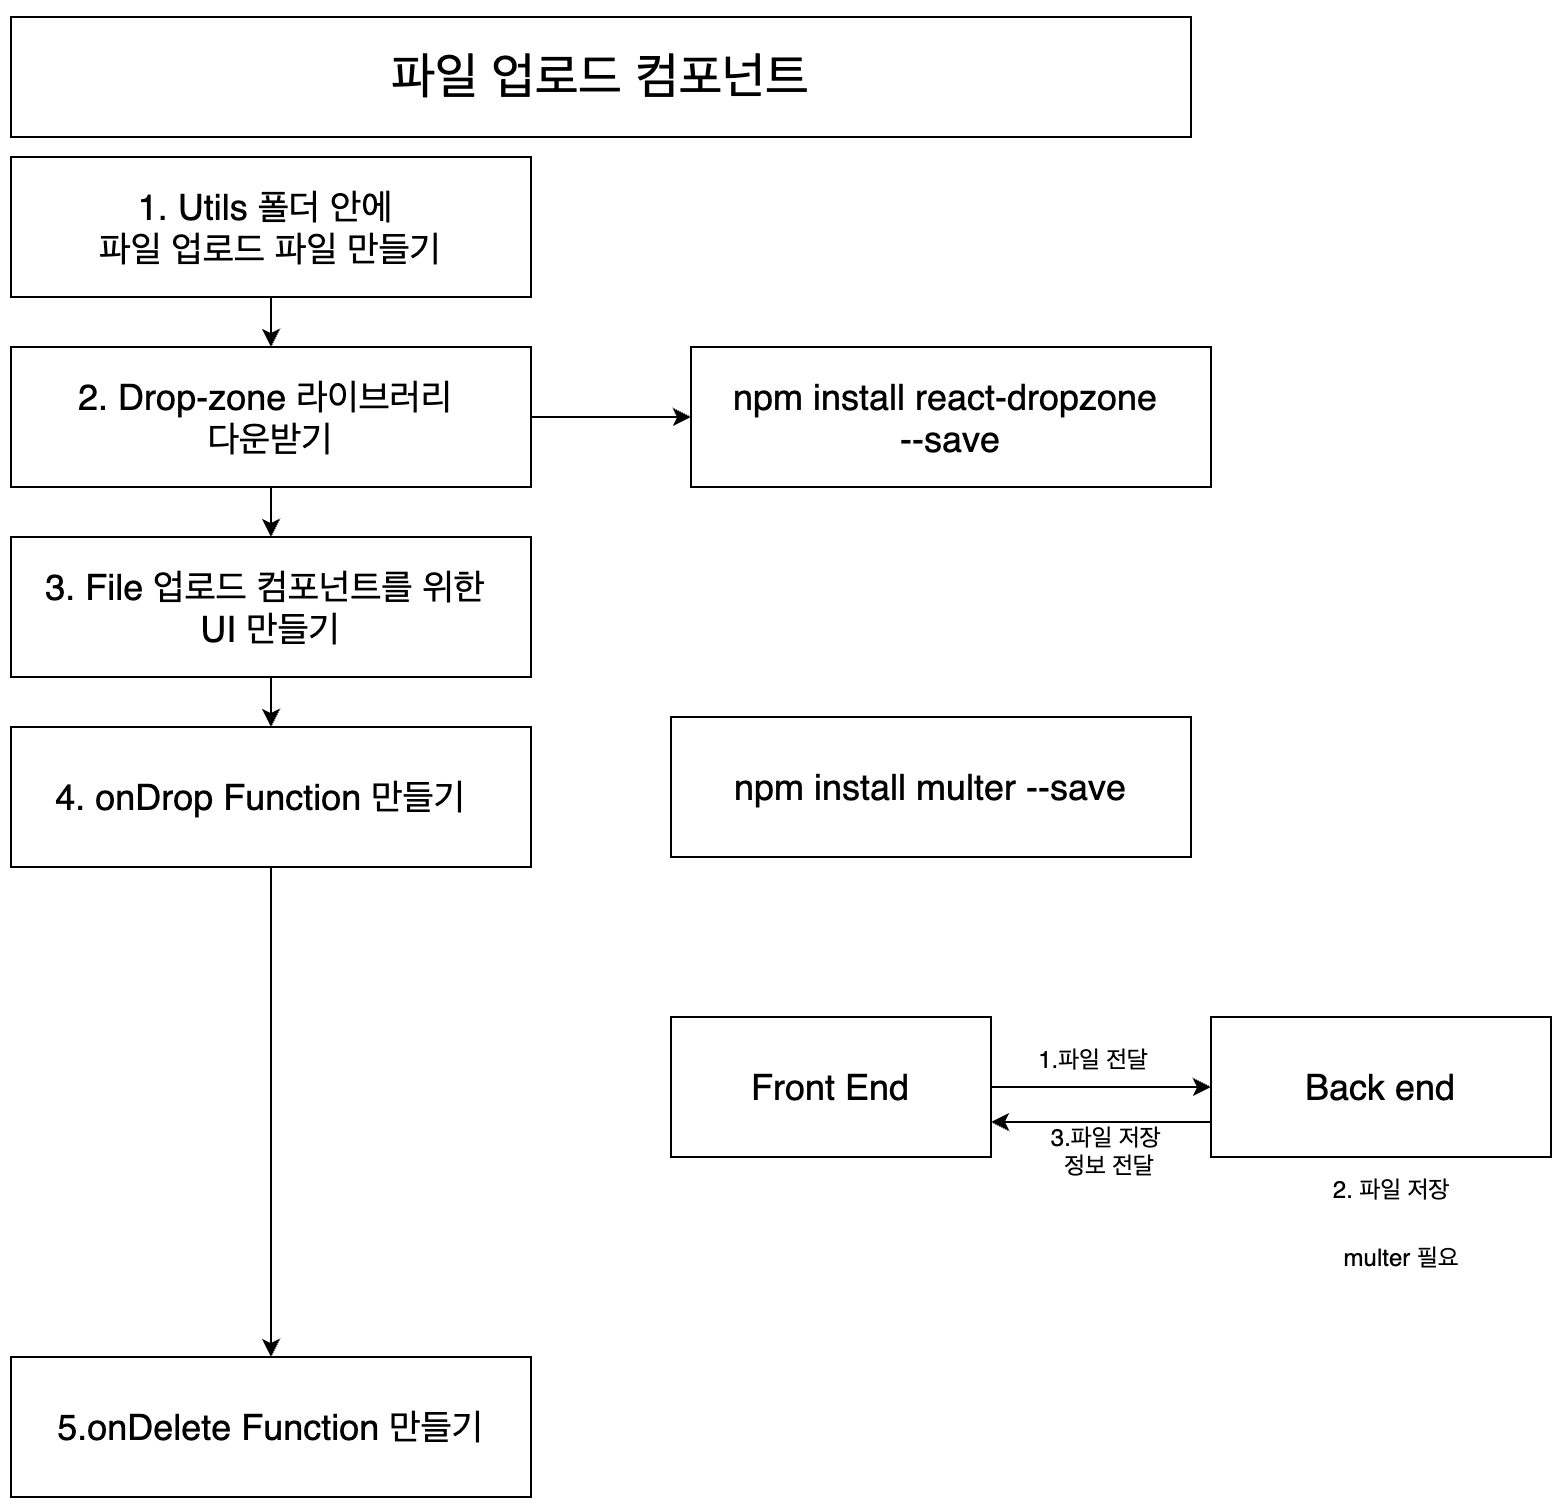 파일 업로드 컴포넌트
1. Utils 폴더 안에
파일 업로드 파일 만들기
2. Drop-zone 라이브러리
다운받기
npm install react-dropzone
--save
3. File 업로드 컴포넌트를 위한
UI 만들기
4. onDrop Function 만들기
npm install multer --save
Front End
1.파일 전달
Back end
3.파일 저장
정보 전달
2. 파일 저장
multer 필요
5.onDelete Function 만들기